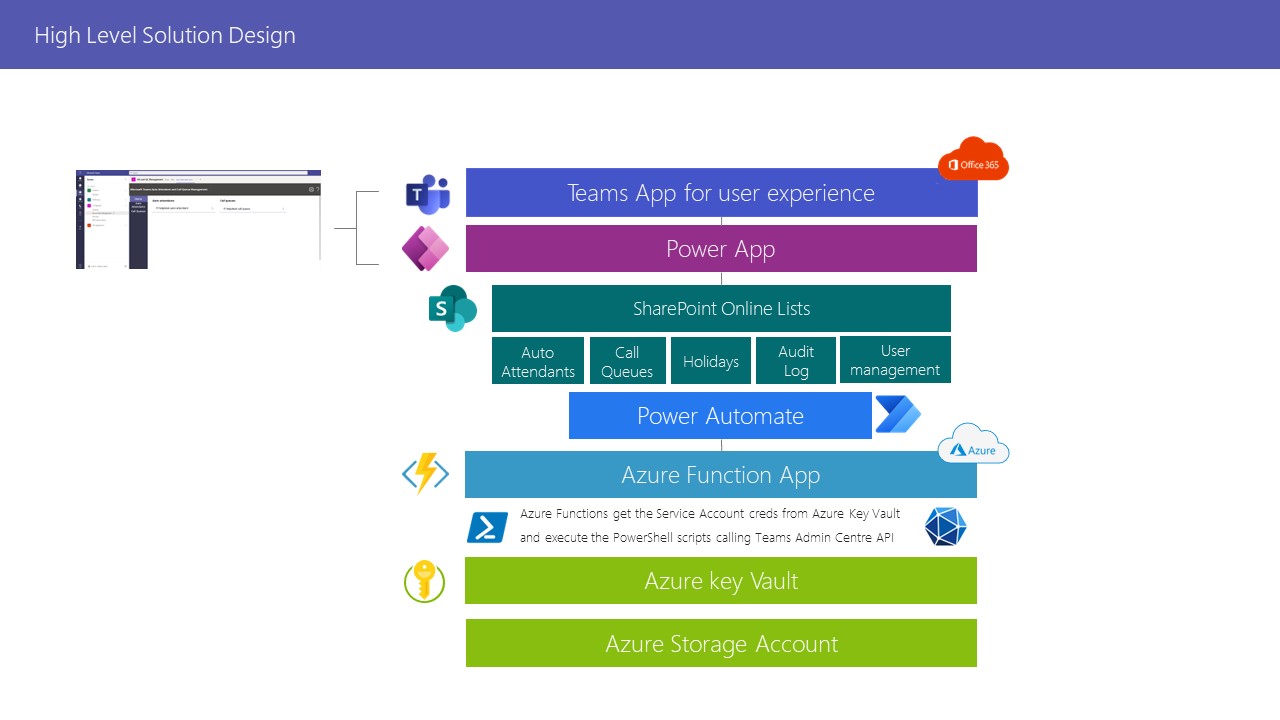 High Level Solution Design
Office 365
Teams App for user experience
T
Power App
S
SharePoint Online Lists
Auto
Attendants
Call
Queues
Holidays
Audit
Log
User
management
Power Automate
Azure
Azure Function App
Azure Functions get the Service Account creds from Azure Key Vault
and execute the PowerShell scripts calling Teams Admin Centre API
Azure key Vault
Azure Storage Account